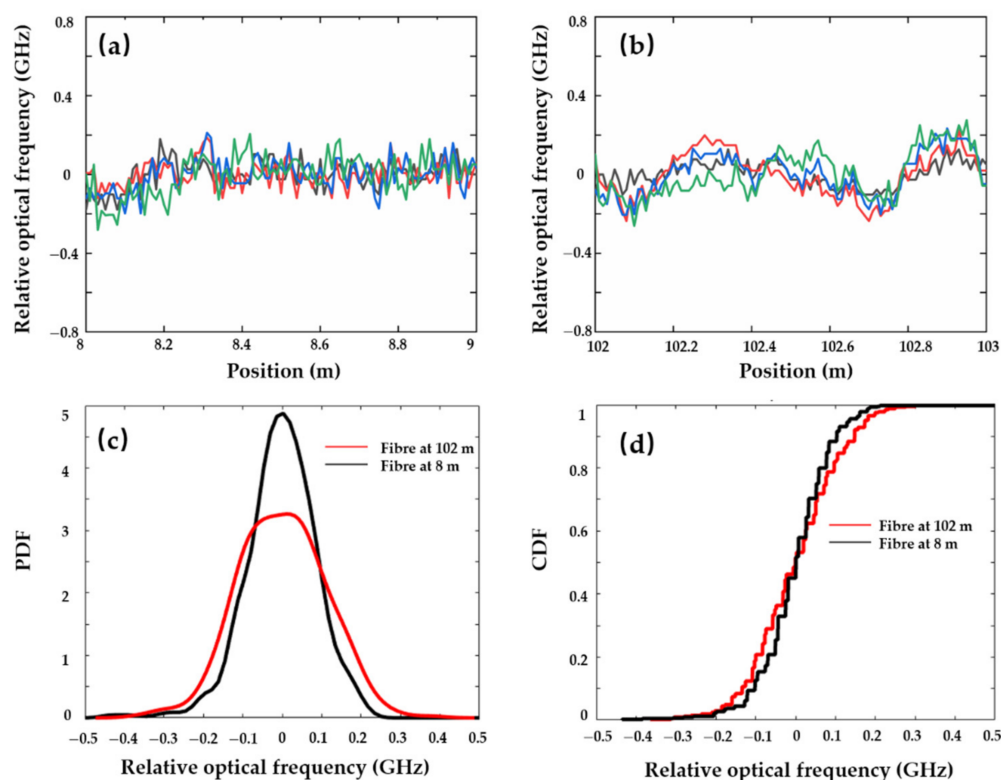 (a)
Relative optical frequency (GHz)
0.8
0.4
0
−0.4
−0.8
8 8.2 8.4 8.6 8.8 9
Position (m)
(b)
Relative optical frequency (GHz)
0.8
0.4
0
−0.4
−0.8
102 102.2 102.4 102.6 102.8 103
Position (m)
(c)
PDF
5
4
3
2
1
0
Fibre at 102 m
Fibre at 8 m
−0.5 −0.4 −0.3 −0.2 −0.1 0 0.1 0.2 0.3 0.4 0.5
Relative optical frequency (GHz)
(d)
CDF
1
0.8
0.6
0.4
0.2
0
Fibre at 102 m
Fibre at 8 m
−0.5 −0.4 −0.3 −0.2 −0.1 0 0.1 0.2 0.3 0.4 0.5
Relative optical frequency (GHz)